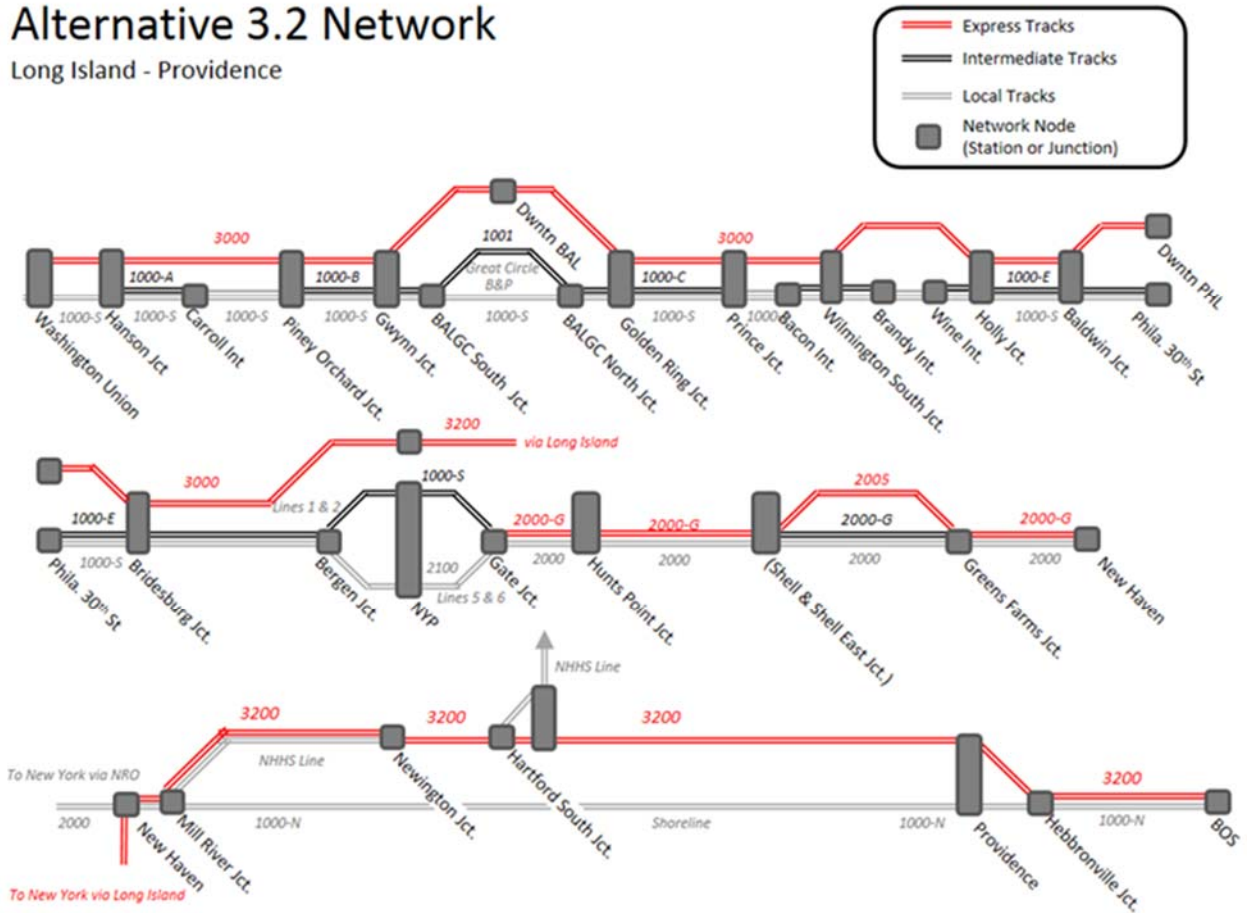 Alternative 3.2 Network
Long Island - Providence
Express Tracks
Intermediate Tracks
Local Tracks
Network Node
(Station or Junction)
3000
1001
3000
Dwntn BAL
Great Circle
B&P
Dwntn PHL
1000-A
1000-B
1000-C
1000-E
1000-S
1000-S
1000-S
1000-S
1000-S
1000-S
1000-
1000-S
Washington Union
Hanson Jct
Carroll Int
Piney Orchard Jct.
Gwynn Jct.
BALGC South Jct.
BALGC North Jct.
Golden Ring Jct.
Prince Jct.
Bacon Int.
Wilmington South Jct.
Brandy Int.
Wine Int.
Holly Jct.
Baldwin Jct.
Phila. 30th St
3200
via Long Island
3000
1000-S
2005
Lines 1 & 2
1000-E
2000-G
2000-G
2000-G
2000-G
1000-S
2100
2000
2000
2000
2000
Lines 5 & 6
Phila. 30th St
Bridesburg Jct.
Bergen Jct.
NYP
Gate Jct.
Hunts Point Jct.
(Shell & Shell East Jct.)
Greens Farms Jct.
New Haven
NHHS Line
3200
3200
3200
NHHS Line
To New York via NRO
3200
2000
1000-N
Shoreline
1000-N
1000-N
New Haven
Mill River Jct.
Newington Jct.
Hartford South Jct.
Providence
Hebbronville Jct.
BOS
To New York via Long Island